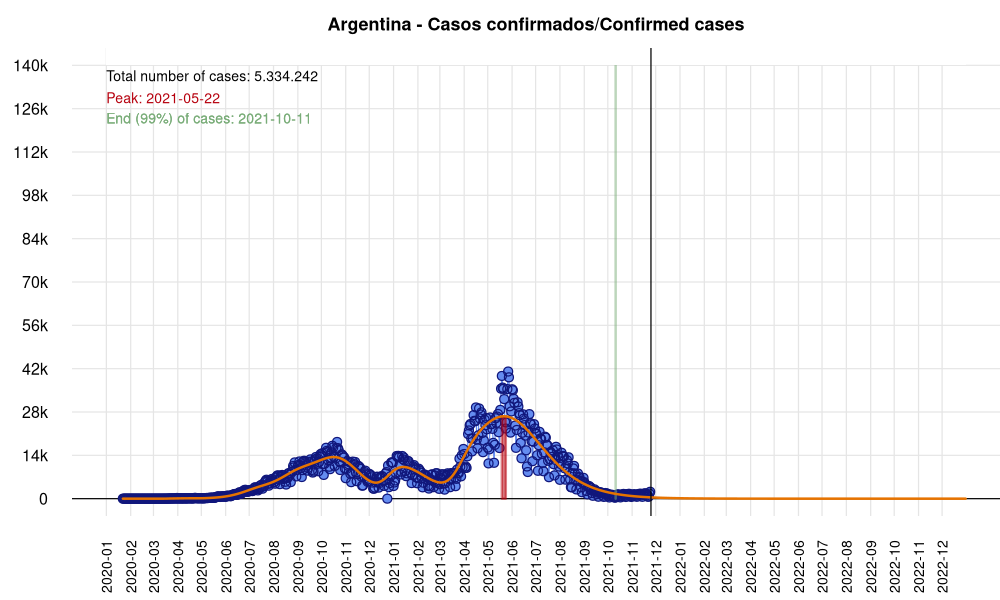 Argentina - Casos confirmados/Confirmed cases
Total number of cases: 5.334.242
Peak: 2021-05-22
End (99%) of cases: 2021-10-11
140k
126k
112k
98k
84k
70k
56k
42k
28k
14k
0
2020-01
2020-02
2020-03
2020-04
2020-05
2020-06
2020-07
2020-08
2020-09
2020-10
2020-11
2020-12
2021-01
2021-02
2021-03
2021-04
2021-05
2021-06
2021-07
2021-08
2021-09
2021-10
2021-11
2021-12
2022-01
2022-02
2022-03
2022-04
2022-05
2022-06
2022-07
2022-08
2022-09
2022-10
2022-11
2022-12